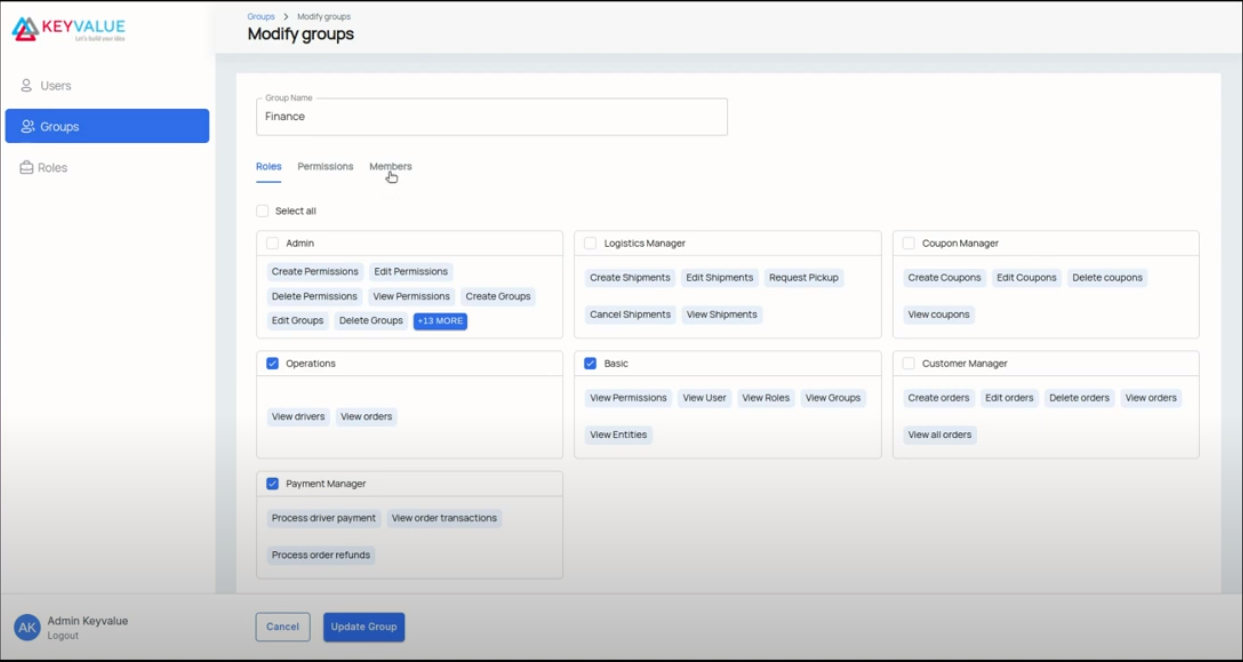 KEYVALUE
Let's build your idea
Groups > Modify groups
Modify groups
Users
Groups
Roles
Group Name
Finance
Roles Permissions Members
Select all
Admin
Create Permissions Edit Permissions
Delete Permissions View Permissions Create Groups
Edit Groups Delete Groups +13 MORE
Logistics Manager
Create Shipments Edit Shipments Request Pickup
Cancel Shipments View Shipments
Coupon Manager
Create Coupons Edit Coupons Delete coupons
View coupons
Operations
View drivers View orders
Basic
View Permissions View User View Roles View Groups
View Entities
Customer Manager
Create orders Edit orders Delete orders View orders
View all orders
Payment Manager
Process driver payment View order transactions
Process order refunds
AK
Admin Keyvalue
Logout
Cancel Update Group